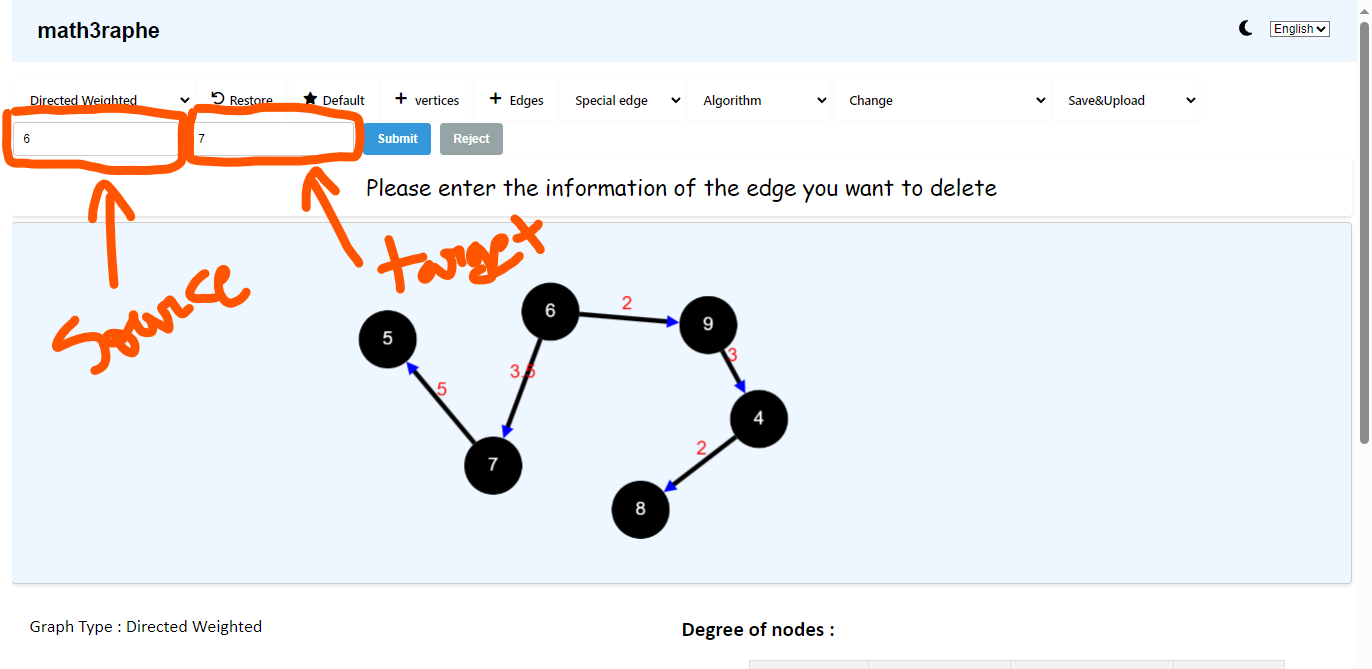 math3raphe
English
Directed Weighted Restore Default + vertices + Edges Special edge Algorithm Change Save&Upload
6 7 Submit Reject
Please enter the information of the edge you want to delete
Source
target
6 2 9
5
3
3.5
5
4
2
7
8
Graph Type : Directed Weighted
Degree of nodes :